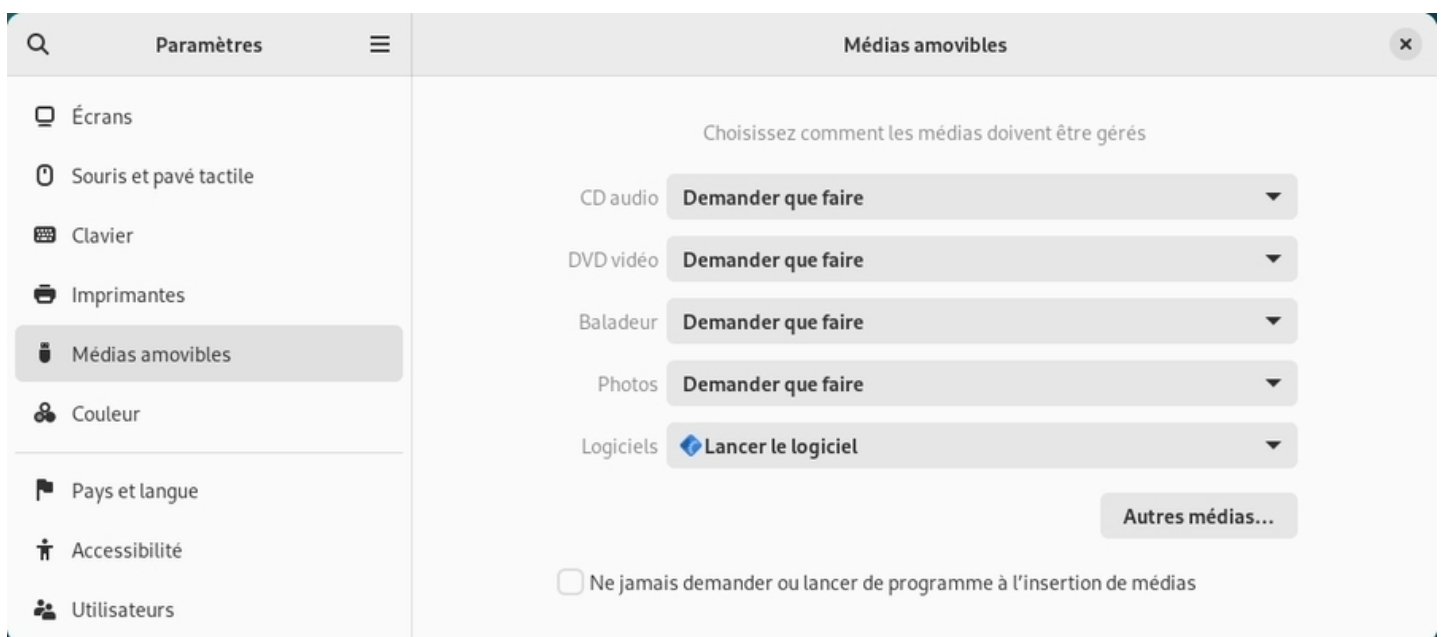 Paramètres
Médias amovibles
Écrans
Souris et pavé tactile
Clavier
Imprimantes
Médias amovibles
Couleur
Pays et langue
Accessibilité
Utilisateurs
Choisissez comment les médias doivent être gérés
CD audio Demander que faire
DVD vidéo Demander que faire
Baladeur Demander que faire
Photos Demander que faire
Logiciels Lancer le logiciel
Autres médias…
Ne jamais demander ou lancer de programme à l’insertion de médias